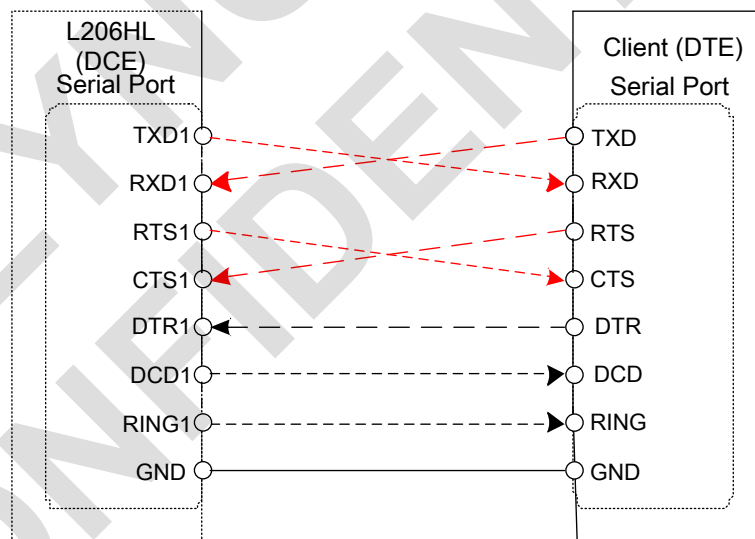 L206HL
(DCE)
Serial Port
Client (DTE)
Serial Port
TXD1
TXD
RXD1
RXD
RTS1
RTS
CTS1
CTS
DTR1
DTR
DCD1
DCD
RING1
RING
GND
GND